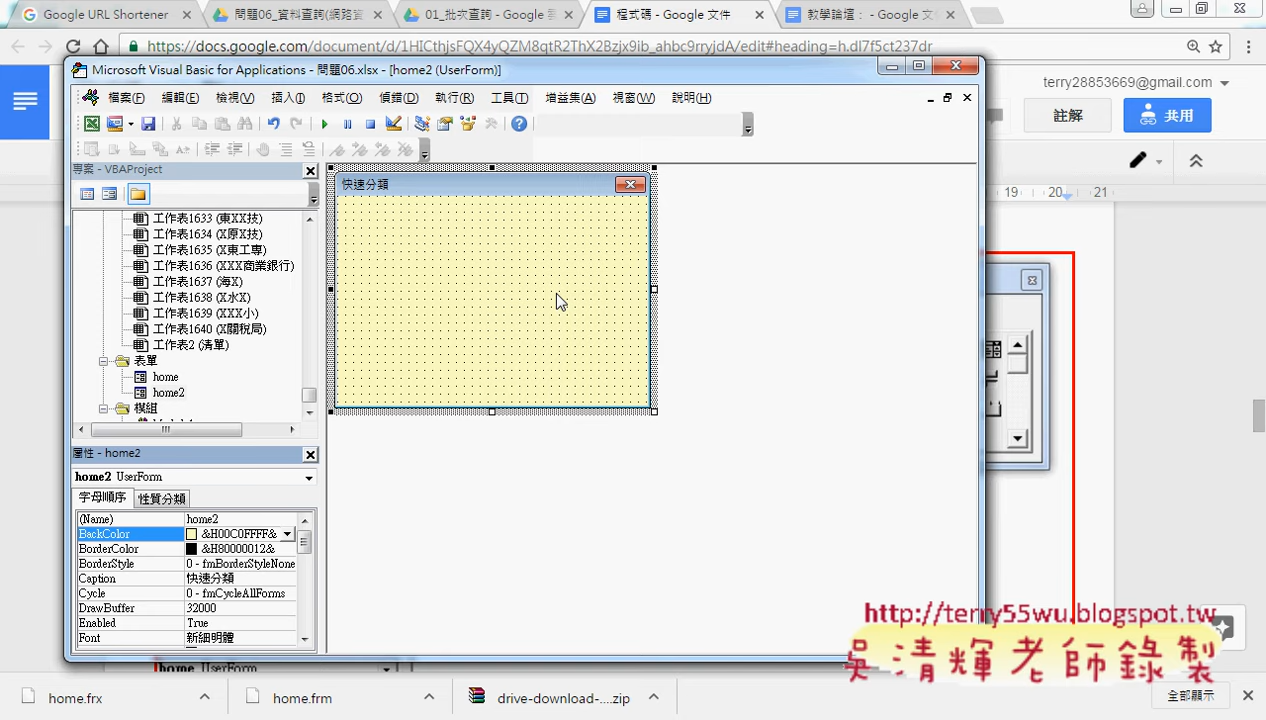 Google URL Shortener
問題06_資料查詢(網路資
01_批次查詢 - Google 
程式碼 - Google 文件
教學論壇： - Google 文
https://docs.google.com/document/d/1HICthjsFQX4yQZM8qtR2ThX2Bzjx9ib_ahbc9rryjdA/edit#heading=h.dl7f5ct237dr
terry28853669@gmail.com
註解
共用
19 20 21
Microsoft Visual Basic for Applications - 問題06.xlsx - [home2 (UserForm)]
檔案(F) 編輯(E) 檢視(V) 插入(I) 格式(O) 偵錯(D) 執行(R) 工具(T) 增益集(A) 視窗(W) 說明(H)
專案 - VBAProject
工作表1633 (東XX技)
工作表1634 (X原X技)
工作表1635 (X東工專)
工作表1636 (XXX商業銀行)
工作表1637 (海X)
工作表1638 (X水X)
工作表1639 (XXX小)
工作表1640 (X關稅局)
工作表2 (清單)
表單
home
home2
模組
快速分類
屬性 - home2
home2 UserForm
字母順序 性質分類
(Name) home2
BackColor &H00C0FFFF&
BorderColor &H80000012&
BorderStyle 0 - fmBorderStyleNone
Caption 快速分類
Cycle 0 - fmCycleAllForms
DrawBuffer 32000
Enabled True
Font 新細明體
home UserForm
http://terry55wu.blogspot.tw
吳清輝老師錄製
home.frx
home.frm
drive-download-....zip
全部顯示